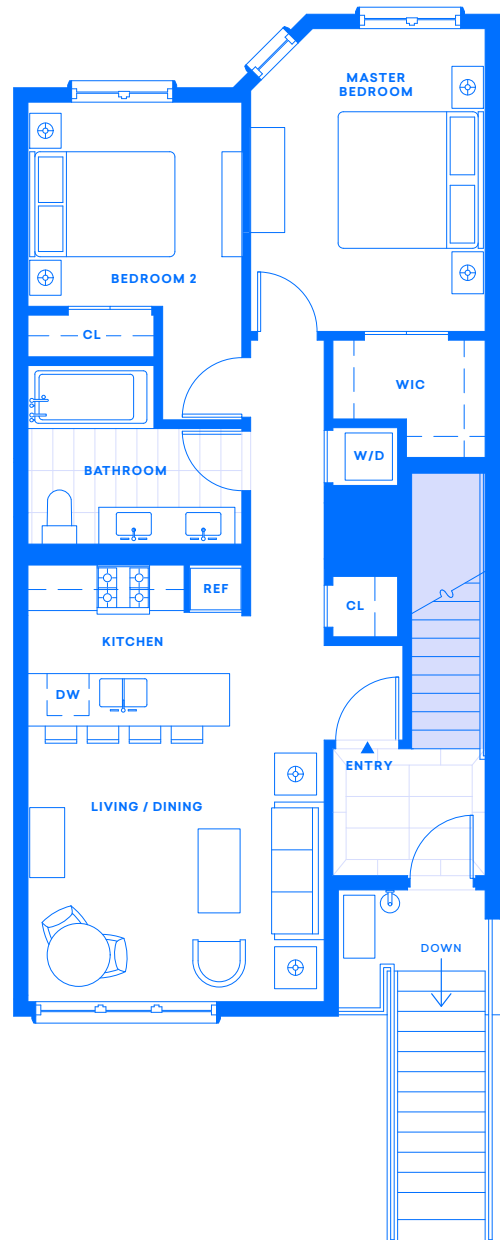 MASTER
BEDROOM
BEDROOM 2
CL
WIC
W/D
BATHROOM
REF
CL
KITCHEN
DW
ENTRY
LIVING / DINING
DOWN